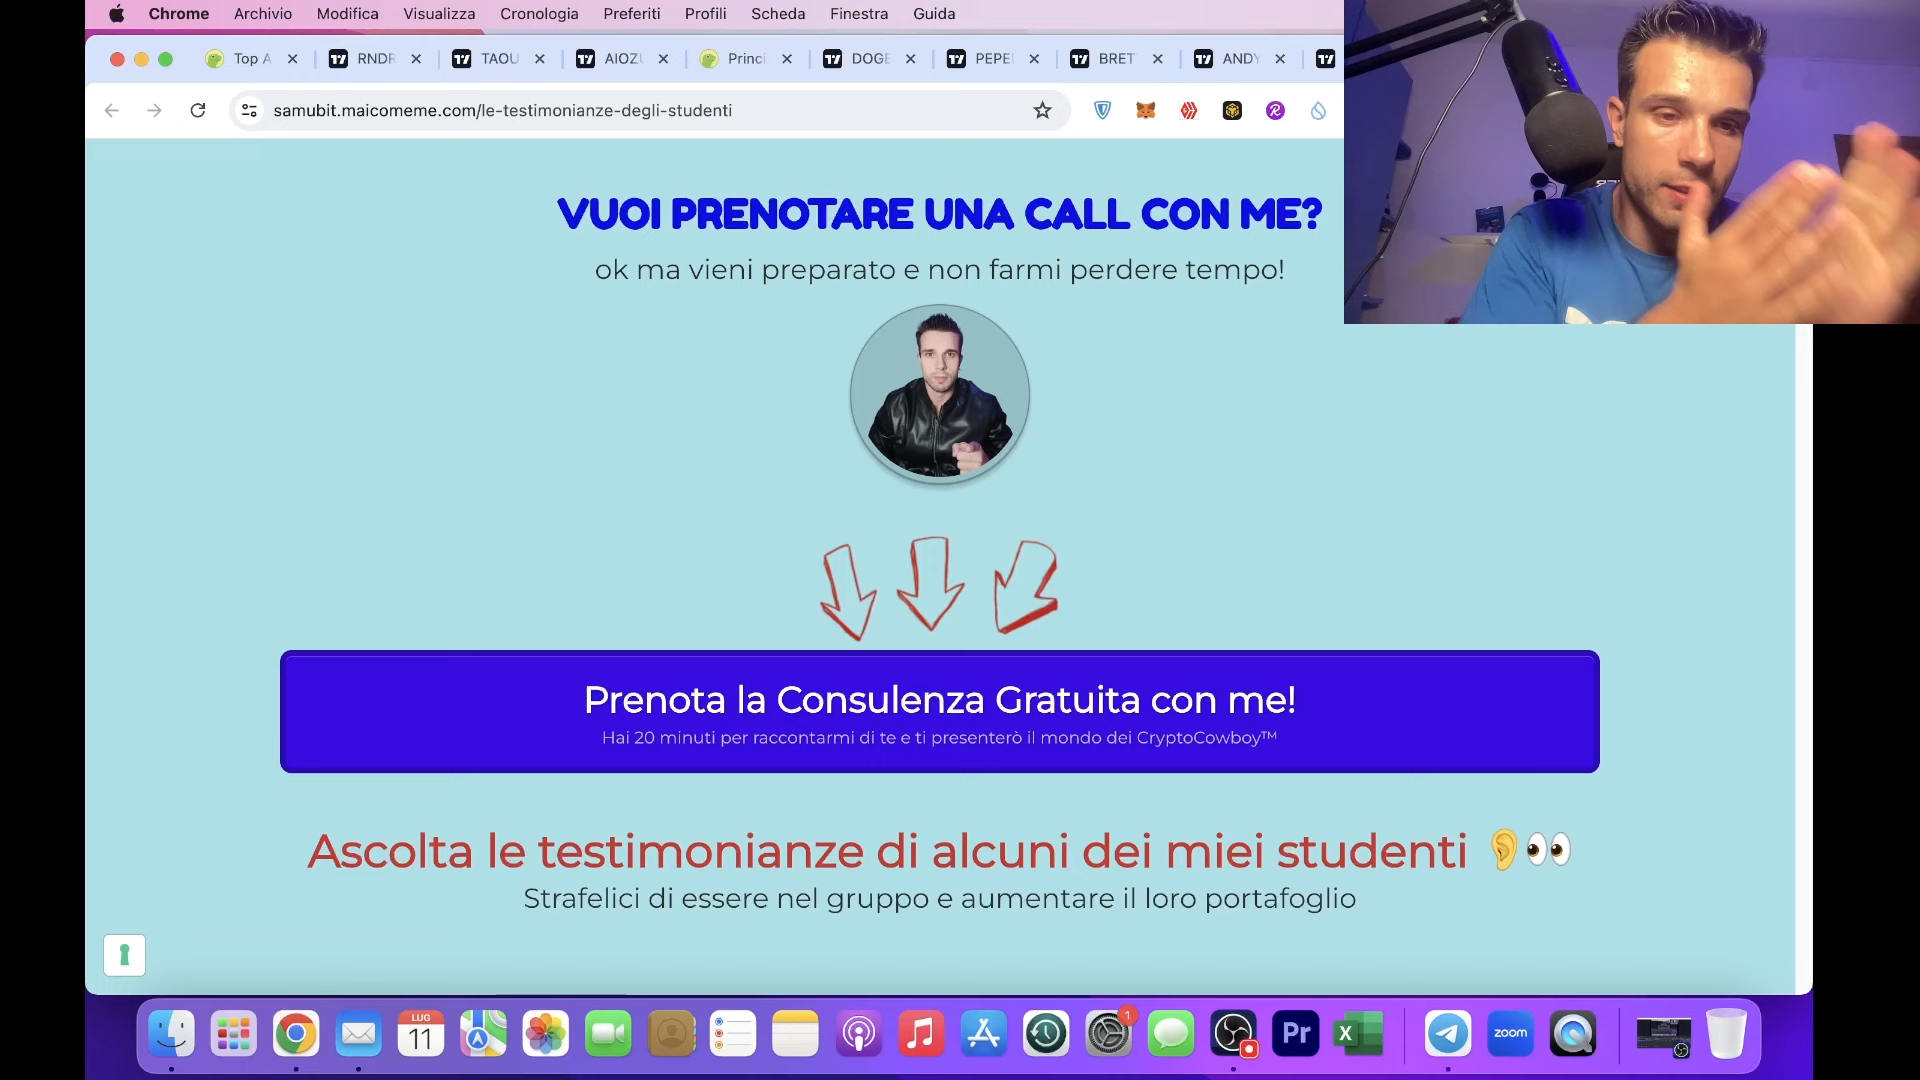 Chrome Archivio Modifica Visualizza Cronologia Preferiti Profili Scheda Finestra Guida
Top A RNDR TAOU AIOZU Princi DOGE PEPE BRET ANDY
samubit.maicomeme.com/le-testimonianze-degli-studenti
VUOI PRENOTARE UNA CALL CON ME?
ok ma vieni preparato e non farmi perdere tempo!
Prenota la Consulenza Gratuita con me!
Hai 20 minuti per raccontarmi di te e ti presenterò il mondo dei CryptoCowboy™
Ascolta le testimonianze di alcuni dei miei studenti 👂👀
Strafelici di essere nel gruppo e aumentare il loro portafoglio
LUG
11
1
Pr
X
zoom